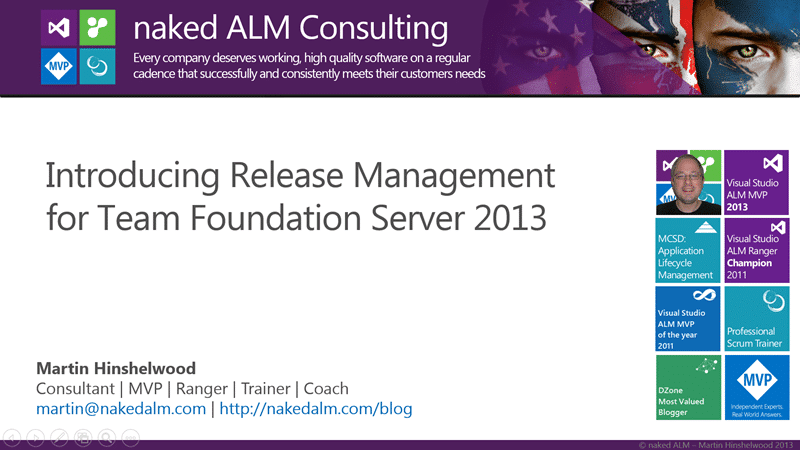 naked ALM Consulting
Every company deserves working, high quality software on a regular
cadence that successfully and consistently meets their customers needs
MVP
Introducing Release Management
for Team Foundation Server 2013
Visual Studio
ALM MVP
2013
MCSD:
Application
Lifecycle
Management
Visual Studio
ALM Ranger
Champion
2011
Visual Studio
ALM MVP
of the year
2011
Professional
Scrum Trainer
DZone
Most Valued
Blogger
MVP
Independent Experts.
Real World Answers.
Martin Hinshelwood
Consultant | MVP | Ranger | Trainer | Coach
martin@nakedalm.com | http://nakedalm.com/blog
© naked ALM – Martin Hinshelwood 2013